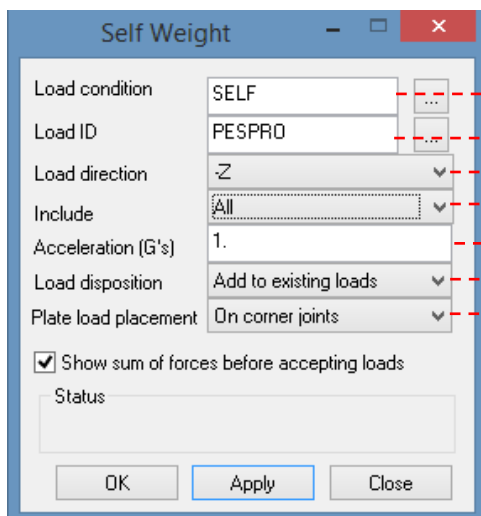 Self Weight
Load condition SELF ...
Load ID PESPRO ...
Load direction -Z
Include All
Acceleration (G's) 1.
Load disposition Add to existing loads
Plate load placement On corner joints
Show sum of forces before accepting loads
Status
OK Apply Close